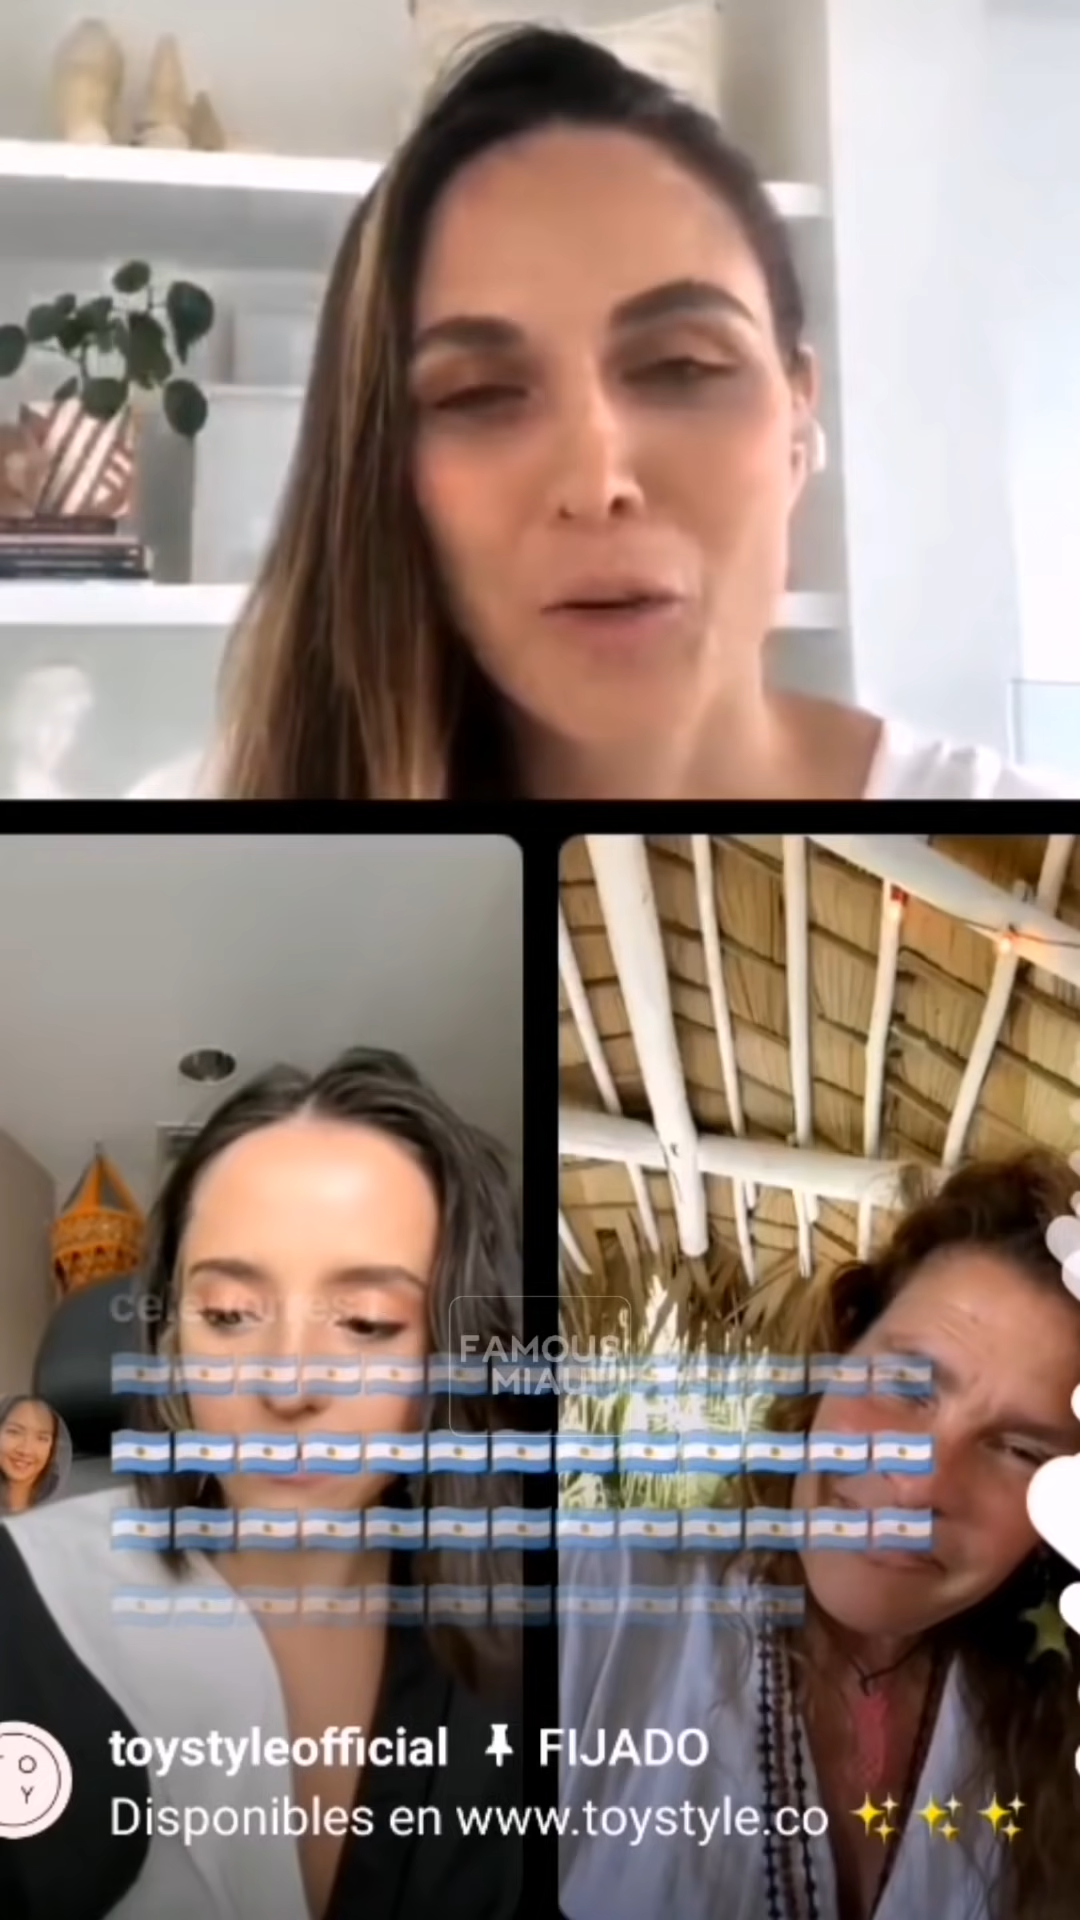 FAMOUS
MIAU
toystyleofficial FIJADO
O
Y
Disponibles en www.toystyle.co